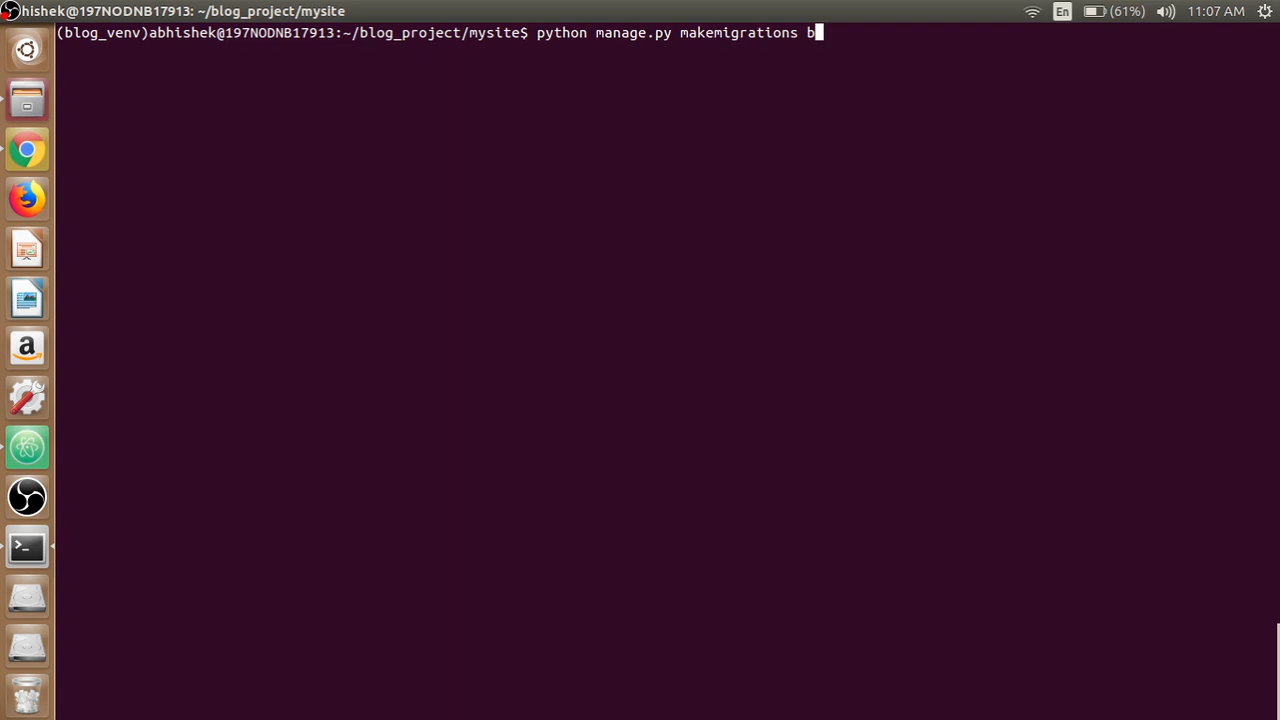 hishek@197NODNB17913: ~/blog_project/mysite
En
(61%)
11:07 AM
(blog_venv)abhishek@197NODNB17913:~/blog_project/mysite$ python manage.py makemigrations b
a
>_